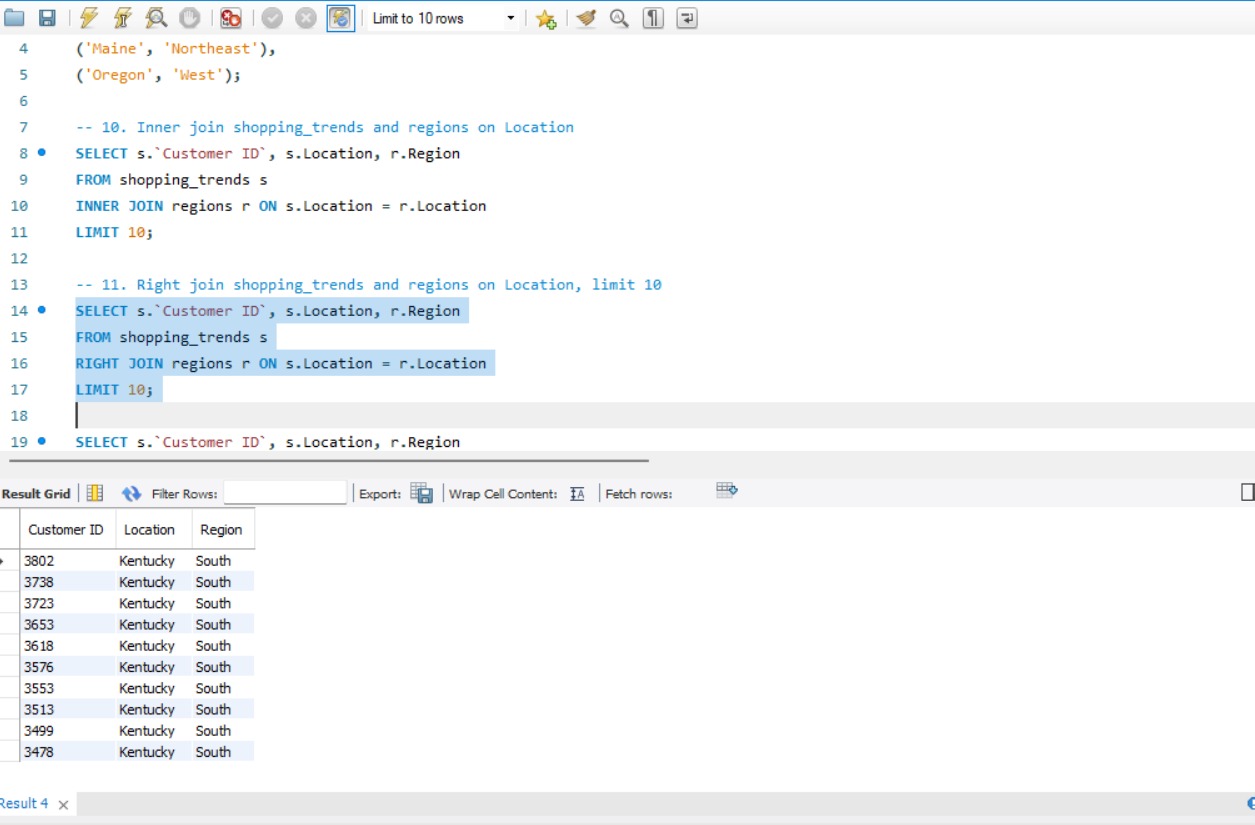 Limit to 10 rows
4 ('Maine', 'Northeast'),
5 ('Oregon', 'West');
6
7 -- 10. Inner join shopping_trends and regions on Location
8 SELECT s.`Customer ID`, s.Location, r.Region
9 FROM shopping_trends s
10 INNER JOIN regions r ON s.Location = r.Location
11 LIMIT 10;
12
13 -- 11. Right join shopping_trends and regions on Location, limit 10
14 SELECT s.`Customer ID`, s.Location, r.Region
15 FROM shopping_trends s
16 RIGHT JOIN regions r ON s.Location = r.Location
17 LIMIT 10;
18
19 SELECT s.`Customer ID`, s.Location, r.Region
Result Grid Filter Rows: Export: Wrap Cell Content: Fetch rows:
Customer ID Location Region
3802 Kentucky South
3738 Kentucky South
3723 Kentucky South
3653 Kentucky South
3618 Kentucky South
3576 Kentucky South
3553 Kentucky South
3513 Kentucky South
3499 Kentucky South
3478 Kentucky South
Result 4